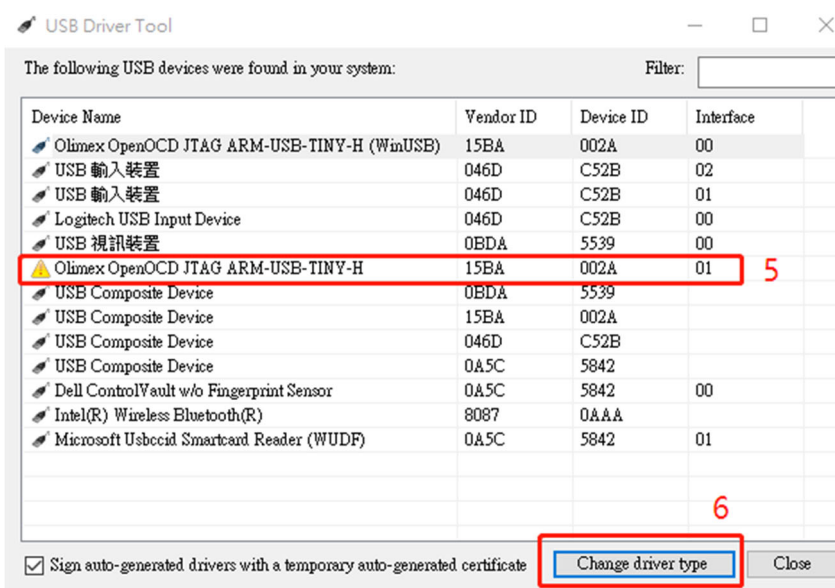 USB Driver Tool
The following USB devices were found in your system: Filter:
Device Name Vendor ID Device ID Interface
Olimex OpenOCD JTAG ARM-USB-TINY-H (WinUSB) 15BA 002A 00
USB 輸入裝置 046D C52B 02
USB 輸入裝置 046D C52B 01
Logitech USB Input Device 046D C52B 00
USB 視訊裝置 0BDA 5539 00
Olimex OpenOCD JTAG ARM-USB-TINY-H 15BA 002A 01 5
USB Composite Device 0BDA 5539
USB Composite Device 15BA 002A
USB Composite Device 046D C52B
USB Composite Device 0A5C 5842
Dell ControlVault w/o Fingerprint Sensor 0A5C 5842 00
Intel(R) Wireless Bluetooth(R) 8087 0AAA
Microsoft Usbccid Smartcard Reader (WUDF) 0A5C 5842 01
6
Sign auto-generated drivers with a temporary auto-generated certificate Change driver type Close